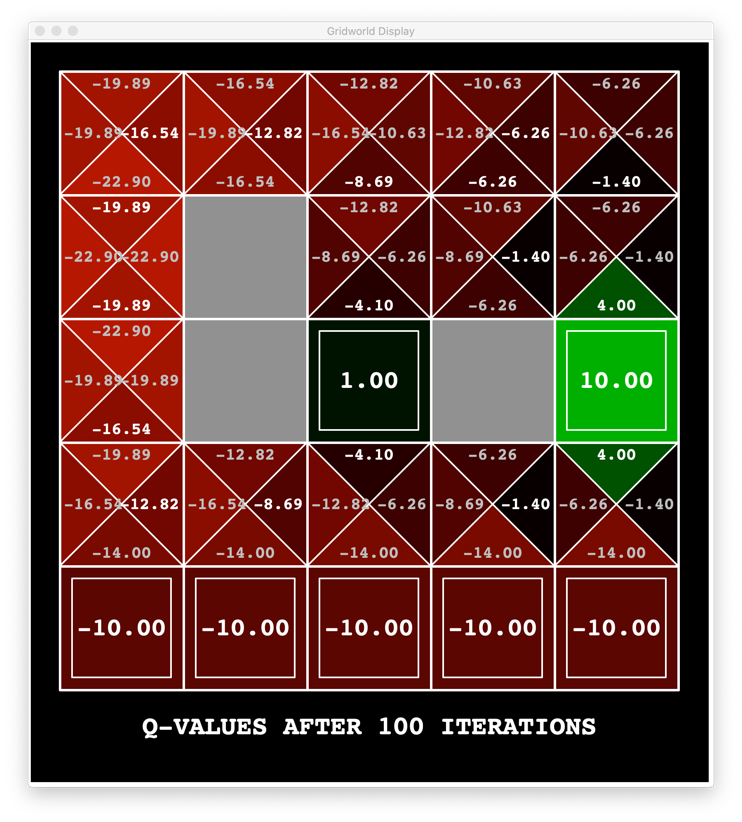 Gridworld Display
-19.89 -16.54 -12.82 -10.63 -6.26
-19.89 -16.54 -19.89 -12.82 -16.54 -10.63 -12.82 -6.26 -10.63 -6.26
-22.90 -16.54 -8.69 -6.26 -1.40
-19.89 -12.82 -10.63 -6.26
-22.90 -22.90 -8.69 -6.26 -8.69 -1.40 -6.26 -1.40
-19.89 -4.10 -6.26 4.00
-22.90
-19.89 -19.89 1.00 10.00
-16.54
-19.89 -12.82 -4.10 -6.26 4.00
-16.54 -12.82 -16.54 -8.69 -12.82 -6.26 -8.69 -1.40 -6.26 -1.40
-14.00 -14.00 -14.00 -14.00 -14.00
-10.00 -10.00 -10.00 -10.00 -10.00
Q-VALUES AFTER 100 ITERATIONS